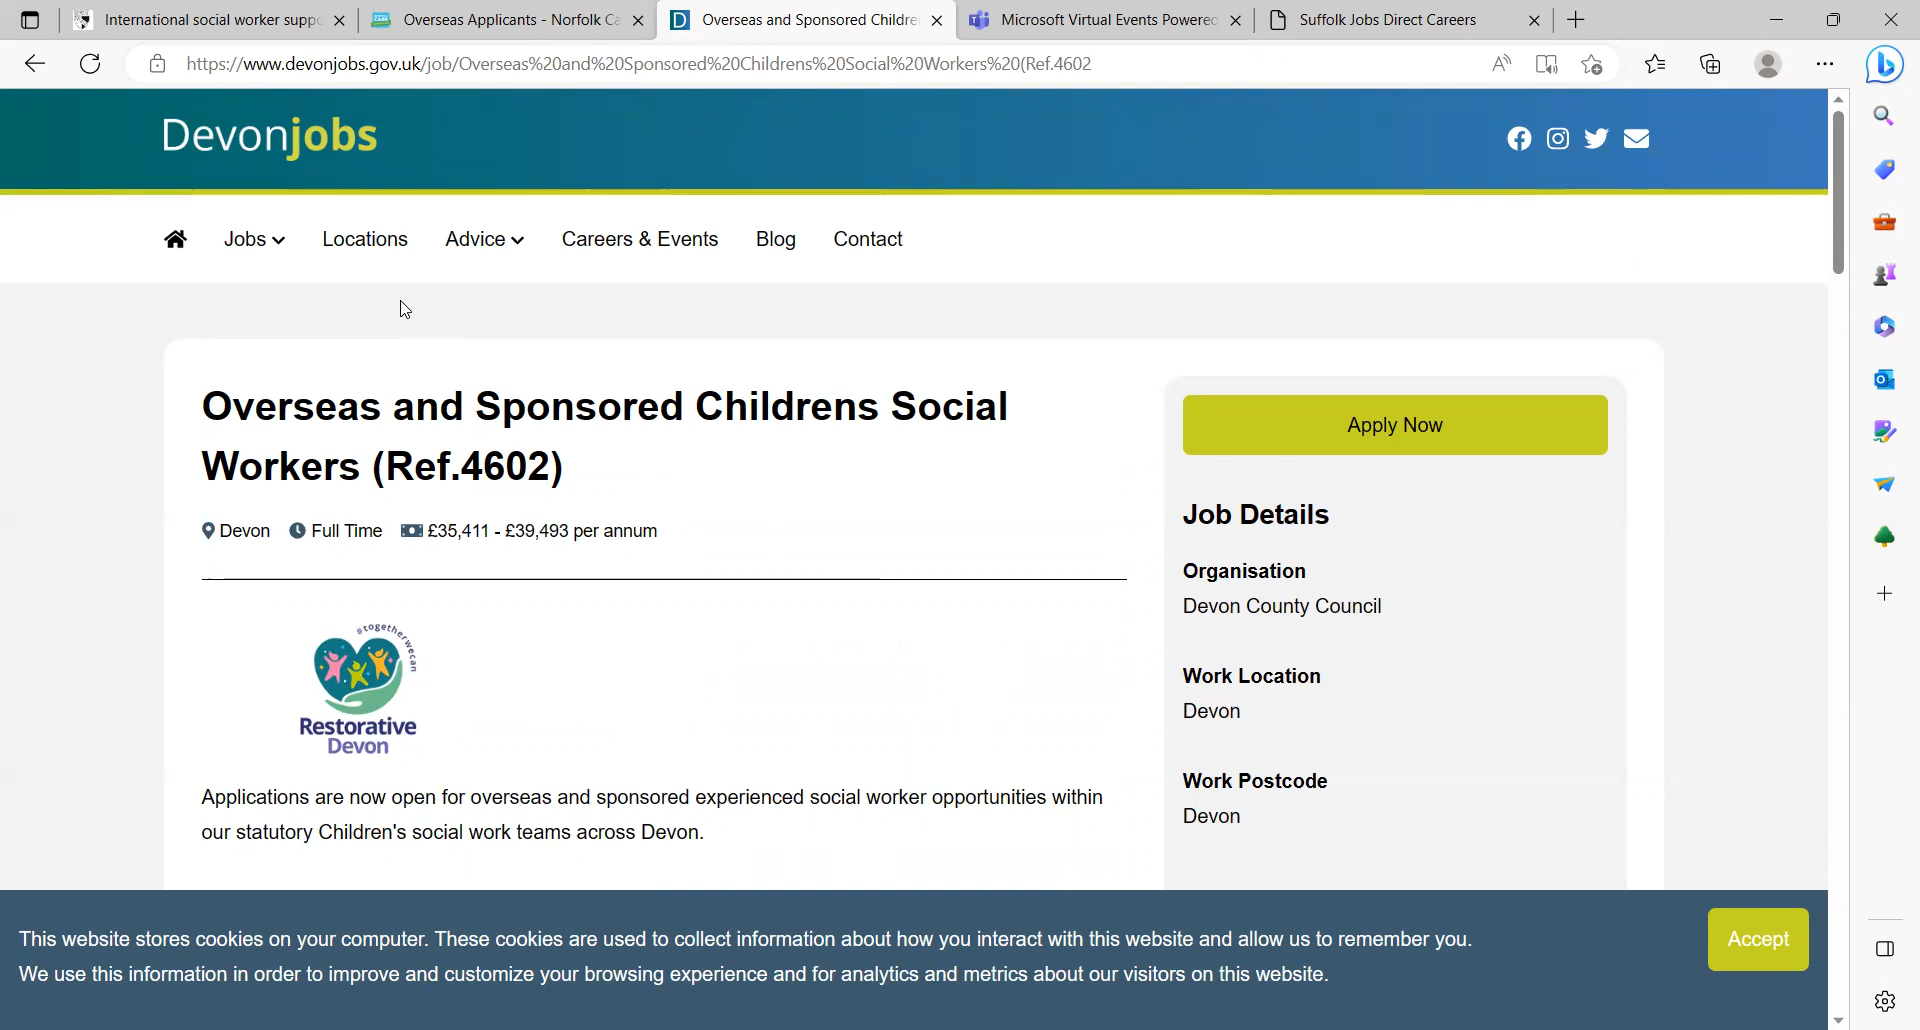 International social worker suppo
Overseas Applicants - Norfolk Ca
Overseas and Sponsored Childre
Microsoft Virtual Events Powered
Suffolk Jobs Direct Careers
https://www.devonjobs.gov.uk/job/Overseas%20and%20Sponsored%20Childrens%20Social%20Workers%20(Ref.4602
Devonjobs
Jobs
Locations
Advice
Careers & Events
Blog
Contact
Overseas and Sponsored Childrens Social
Workers (Ref.4602)
Devon
Full Time
£35,411 - £39,493 per annum
#togetherwecan
Restorative
Devon
Applications are now open for overseas and sponsored experienced social worker opportunities within
our statutory Children's social work teams across Devon.
Apply Now
Job Details
Organisation
Devon County Council
Work Location
Devon
Work Postcode
Devon
This website stores cookies on your computer. These cookies are used to collect information about how you interact with this website and allow us to remember you.
We use this information in order to improve and customize your browsing experience and for analytics and metrics about our visitors on this website.
Accept